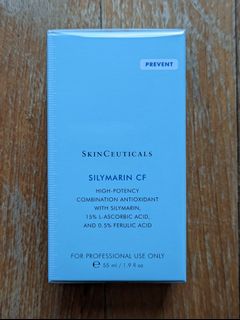 PREVENT
SKINCEUTICALS
SILYMARIN CF
HIGH-POTENCY
COMBINATION ANTIOXIDANT
WITH SILYMARIN,
15% L-ASCORBIC ACID,
AND 0.5% FERULIC ACID
FOR PROFESSIONAL USE ONLY
℮ 55 ml / 1.9 fl oz